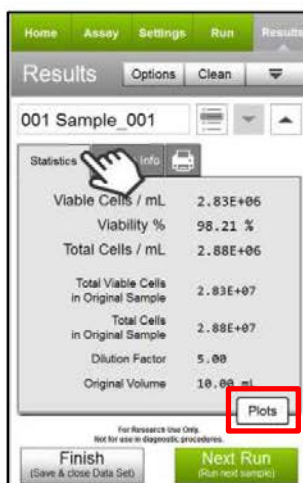 Home Assay Settings Run Results
Results Options Clean
001 Sample_001
Statistics Info
Viable Cells / mL 2.83E+06
Viability % 98.21 %
Total Cells / mL 2.88E+06
Total Viable Cells 2.83E+07
in Original Sample
Total Cells 2.88E+07
in Original Sample
Dilution Factor 5.00
Original Volume 10.00 mL
Plots
For Research Use Only.
Not for use in diagnostic procedures.
Finish Next Run
(Save & close Data Set) (Run next sample)